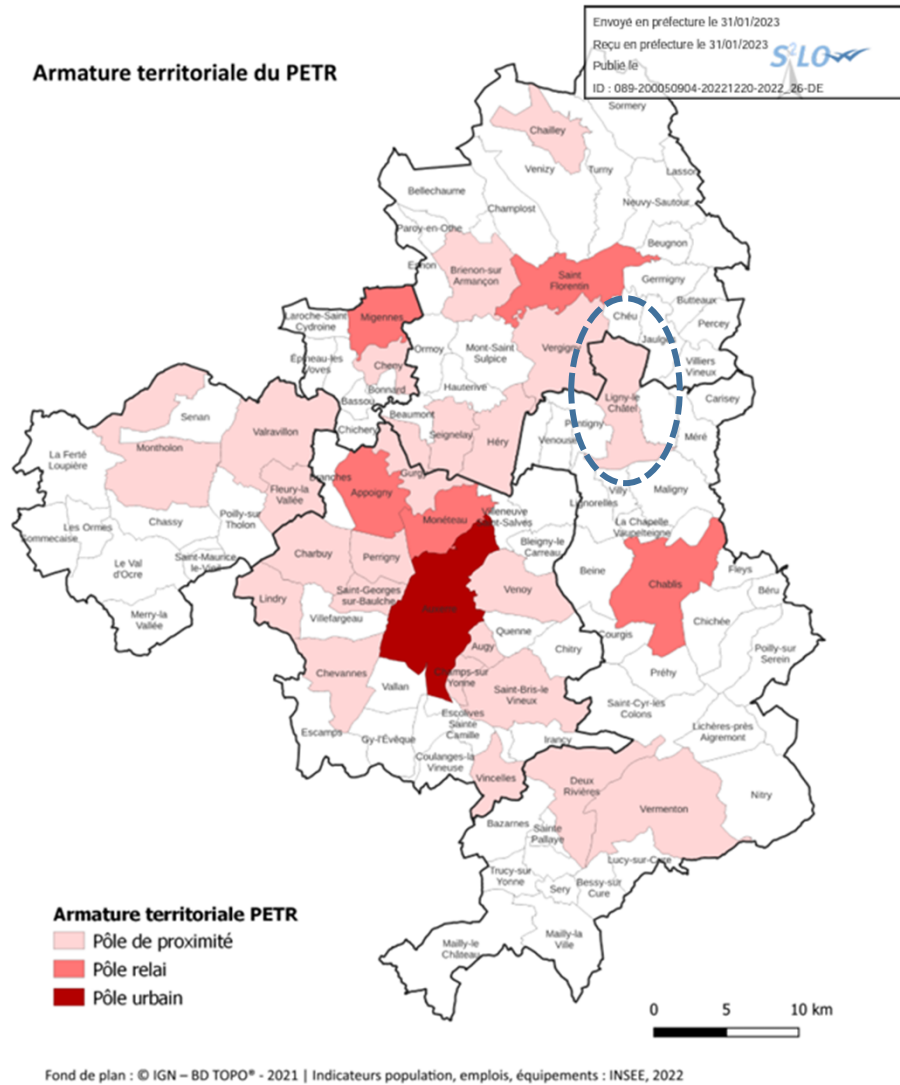 Envoyé en préfecture le 31/01/2023
Reçu en préfecture le 31/01/2023
Publié le
S²LO
ID : 089-200050904-20221220-2022_26-DE
Armature territoriale du PETR
Sormery
Chailley
Venizy
Turny
Lasson
Bellechaume
Champlost
Neuvy-Sautour
Paroy-en-Othe
Beugnon
Brienon-sur
Armançon
Saint
Florentin
Germigny
Butteaux
Laroche-Saint
Cydroine
Migennes
Chéu
Percey
Ormoy
Mont-Saint
Sulpice
Vergigny
Jaulges
Épineau-les
Voves
Cheny
Villiers
Vineux
Bonnard
Hauterive
Bassou
Ligny-le
Châtel
Carisey
Beaumont
Senan
Chichery
Seignelay
Héry
Pontigny
Venouse
Méré
Valravillon
Montholon
La Ferté
Loupière
Branches
Gurgy
Appoigny
Fleury-la
Vallée
Villy
Maligny
Lignorelles
Villeneuve
Saint-Salves
Monéteau
Chassy
Poilly-sur
Tholon
Les Ormes
Sommecaise
La Chapelle
Vaupelteigne
Bleigny-le
Carreau
Charbuy
Perrigny
Saint-Maurice
le-Vieil
Le Val
d'Ocre
Beine
Fleys
Chablis
Béru
Venoy
Lindry
Saint-Georges
sur-Baulche
Villefargeau
Merry-la
Vallée
Chichée
Quenne
Courgis
Augy
Chitry
Poilly-sur
Serein
Chevannes
Champs-sur
Yonne
Préhy
Vallan
Saint-Bris-le
Vineux
Saint-Cyr-les
Colons
Escolives
Sainte
Camille
Lichères-près
Aigremont
Escamps
Gy-l'Évêque
Irancy
Coulanges-la
Vineuse
Vincelles
Deux
Rivières
Nitry
Vermenton
Bazarnes
Sainte
Pallaye
Lucy-sur-Cure
Trucy-sur
Yonne
Sery
Bessy-sur
Cure
Mailly-le
Château
Mailly-la
Ville
Armature territoriale PETR
Pôle de proximité
Pôle relai
Pôle urbain
0 5 10 km
Fond de plan : © IGN – BD TOPO® - 2021 | Indicateurs population, emplois, équipements : INSEE, 2022